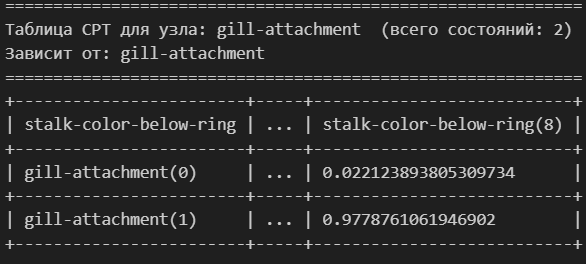 ============================================================
Таблица CPT для узла: gill-attachment  (всего состояний: 2)
Зависит от: gill-attachment
============================================================
+------------------------+-----+---------------------------+
| stalk-color-below-ring | ... | stalk-color-below-ring(8) |
+------------------------+-----+---------------------------+
| gill-attachment(0)     | ... | 0.022123893805309734      |
+------------------------+-----+---------------------------+
| gill-attachment(1)     | ... | 0.9778761061946902        |
+------------------------+-----+---------------------------+